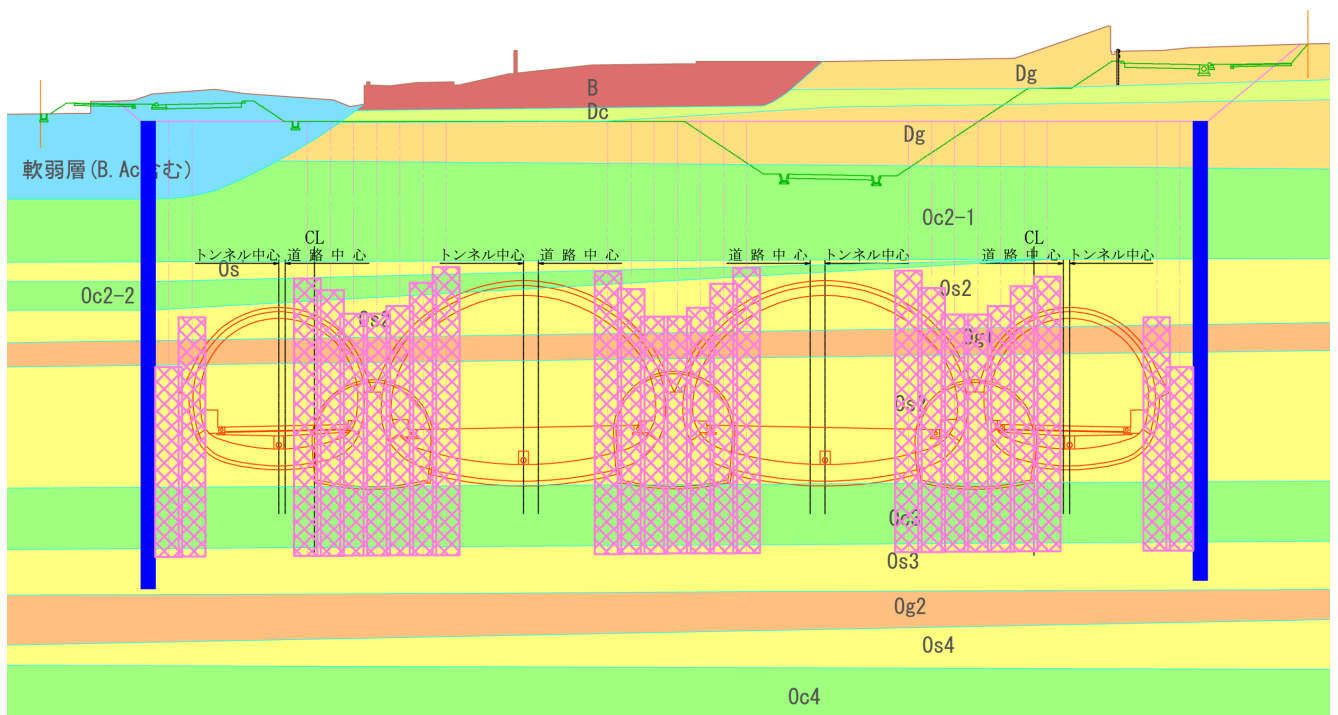 Dg
B
Dc
Dg
軟弱層(B.Ac含む)
Oc2-1
CL
CL
トンネル中心
道路中心
トンネル中心
道路中心
道路中心
トンネル中心
道路中心
トンネル中心
Os
Oc2-2
Os2
Os2
Og1
Os2
Oc3
Os3
Og2
Os4
Oc4